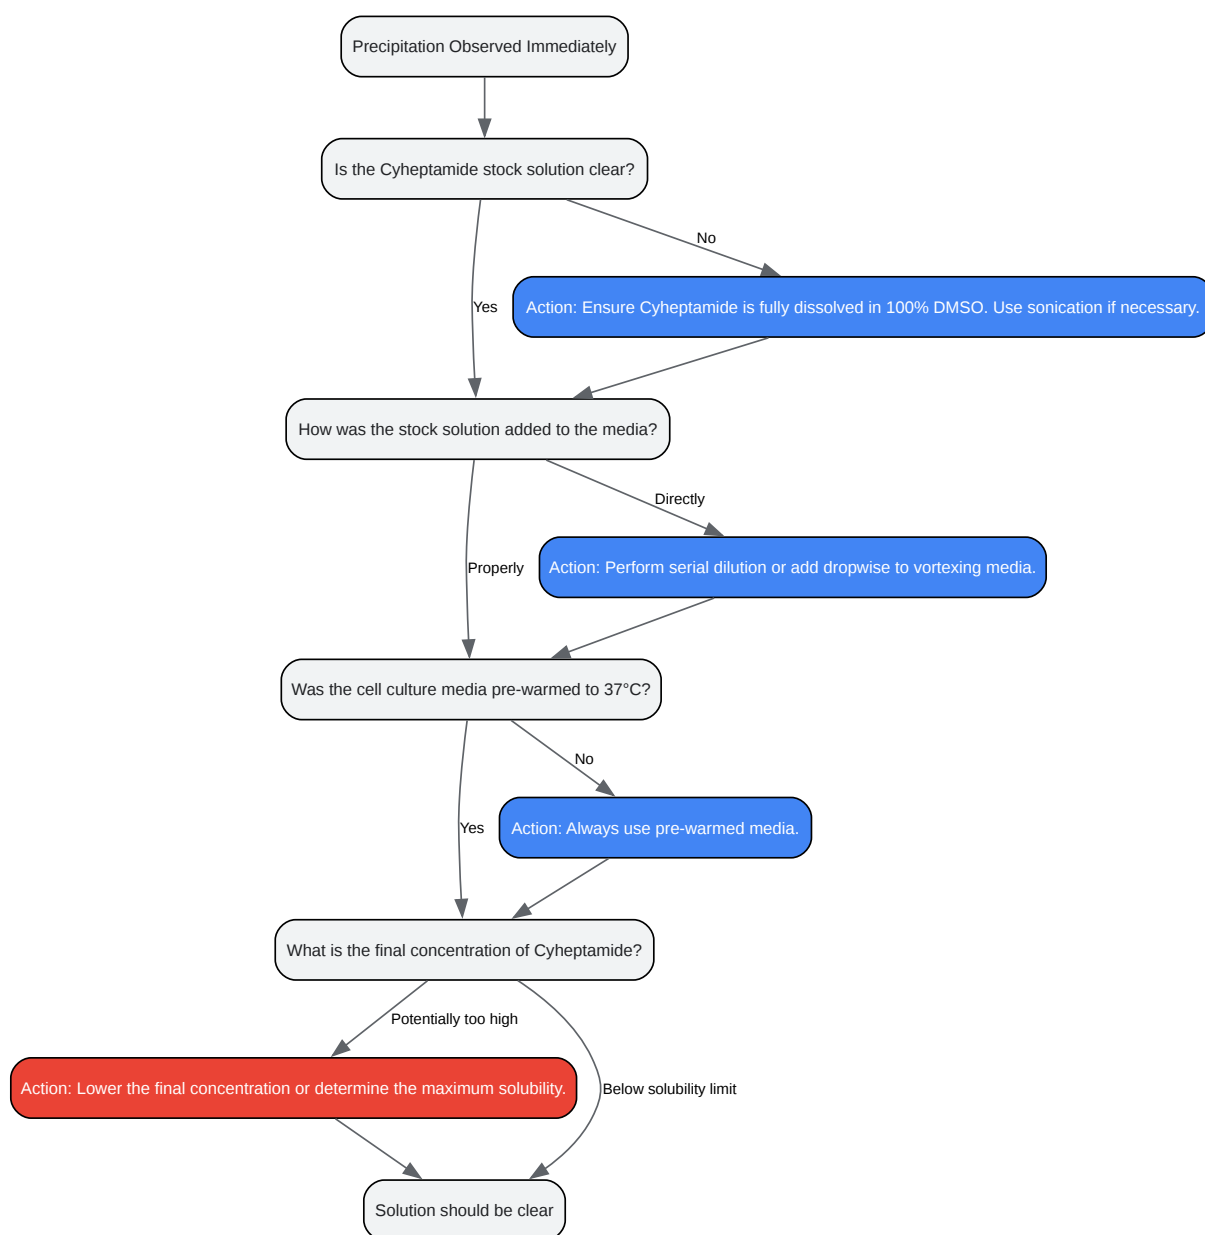 Precipitation Observed Immediately
Is the Cyheptamide stock solution clear?
No
Yes
Action: Ensure Cyheptamide is fully dissolved in 100% DMSO. Use sonication if necessary.
How was the stock solution added to the media?
Directly
Properly
Action: Perform serial dilution or add dropwise to vortexing media.
Was the cell culture media pre-warmed to 37°C?
No
Yes
Action: Always use pre-warmed media.
What is the final concentration of Cyheptamide?
Potentially too high
Action: Lower the final concentration or determine the maximum solubility.
Below solubility limit
Solution should be clear